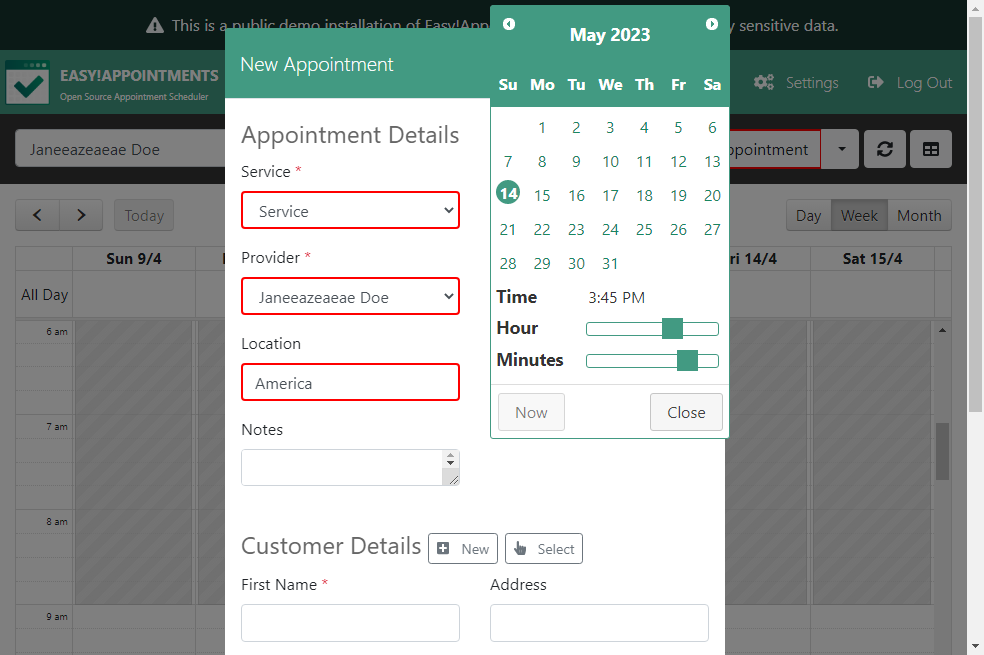 This is a public demo installation of Easy!App
y sensitive data.
EASY!APPOINTMENTS
Open Source Appointment Scheduler
Settings
Log Out
New Appointment
May 2023
Su Mo Tu We Th Fr Sa
1 2 3 4 5 6
7 8 9 10 11 12 13
14 15 16 17 18 19 20
21 22 23 24 25 26 27
28 29 30 31
Time 3:45 PM
Hour
Minutes
Now Close
Janeeazeaeae Doe
ppointment
Today
Day Week Month
Sun 9/4
ri 14/4
Sat 15/4
All Day
6 am
7 am
8 am
9 am
Appointment Details
Service *
Service
Provider *
Janeeazeaeae Doe
Location
America
Notes
Customer Details New Select
First Name * Address